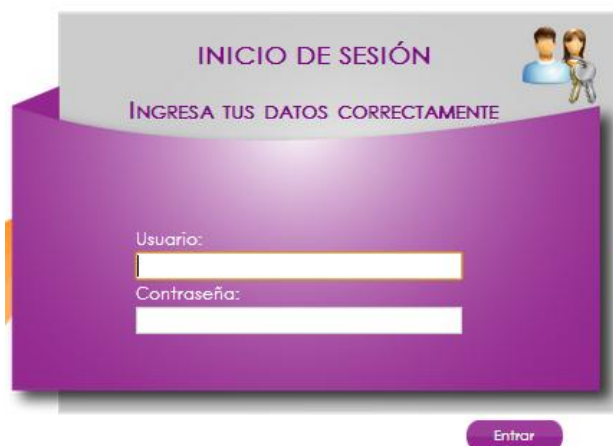 INICIO DE SESIÓN
INGRESA TUS DATOS CORRECTAMENTE
Usuario:
Contraseña:
Entrar